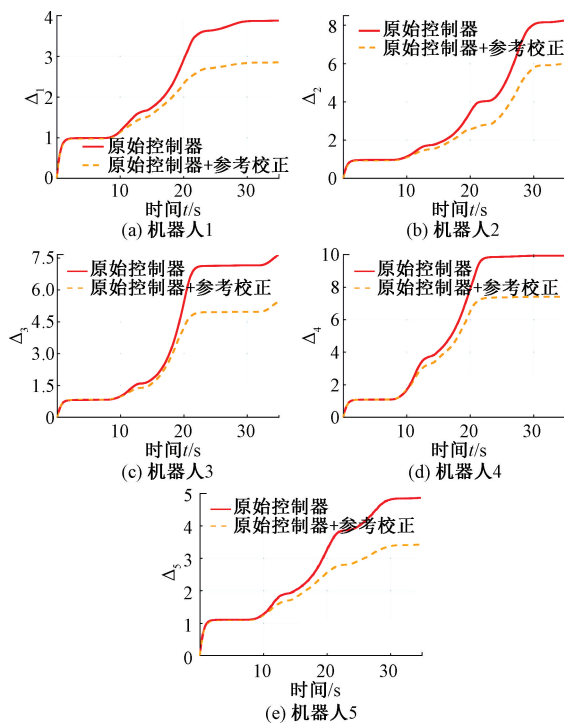 4
3
2
1
0
Δ1
原始控制器
原始控制器+参考校正
10
20
30
时间t/s
(a) 机器人1
8
6
4
2
0
Δ2
原始控制器
原始控制器+参考校正
10
20
30
时间t/s
(b) 机器人2
7.5
6.0
4.5
3.0
1.5
Δ3
原始控制器
原始控制器+参考校正
10
20
30
时间t/s
(c) 机器人3
10
8
6
4
2
0
Δ4
原始控制器
原始控制器+参考校正
10
20
30
时间t/s
(d) 机器人4
5
4
3
2
1
0
Δ5
原始控制器
原始控制器+参考校正
10
20
30
时间t/s
(e) 机器人5